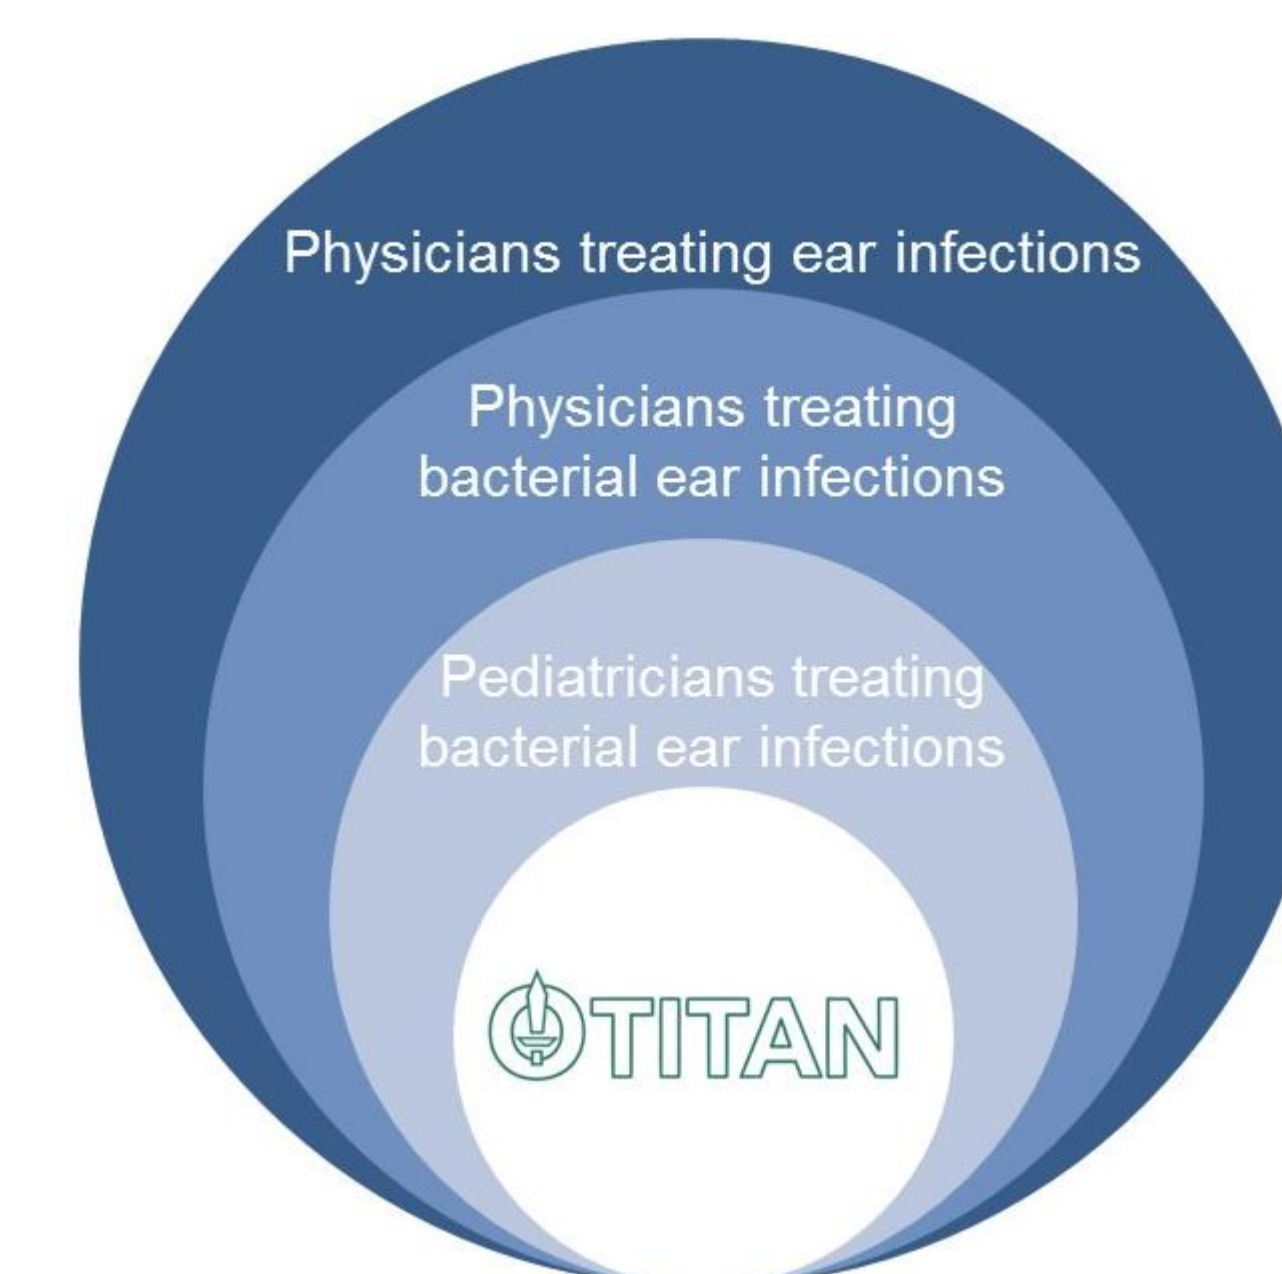 Physicians treating ear infections
Physicians treating
bacterial ear infections
Pediatricians treating
bacterial ear infections
OTITAN